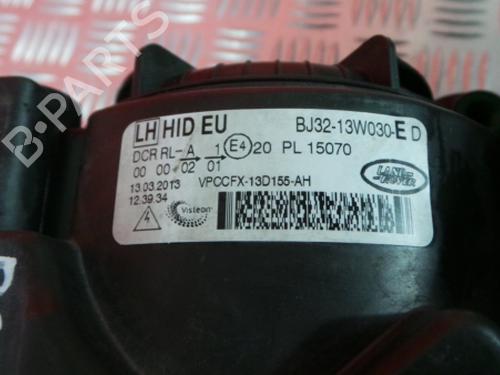 LH HID EU
BJ32-13W030-E D
DCR RL-A 1 E4 20 PL 15070
00 00 02 01
13.03.2013
VPCCFX-13D155-AH
12.39.34
LAND ROVER
Visteon